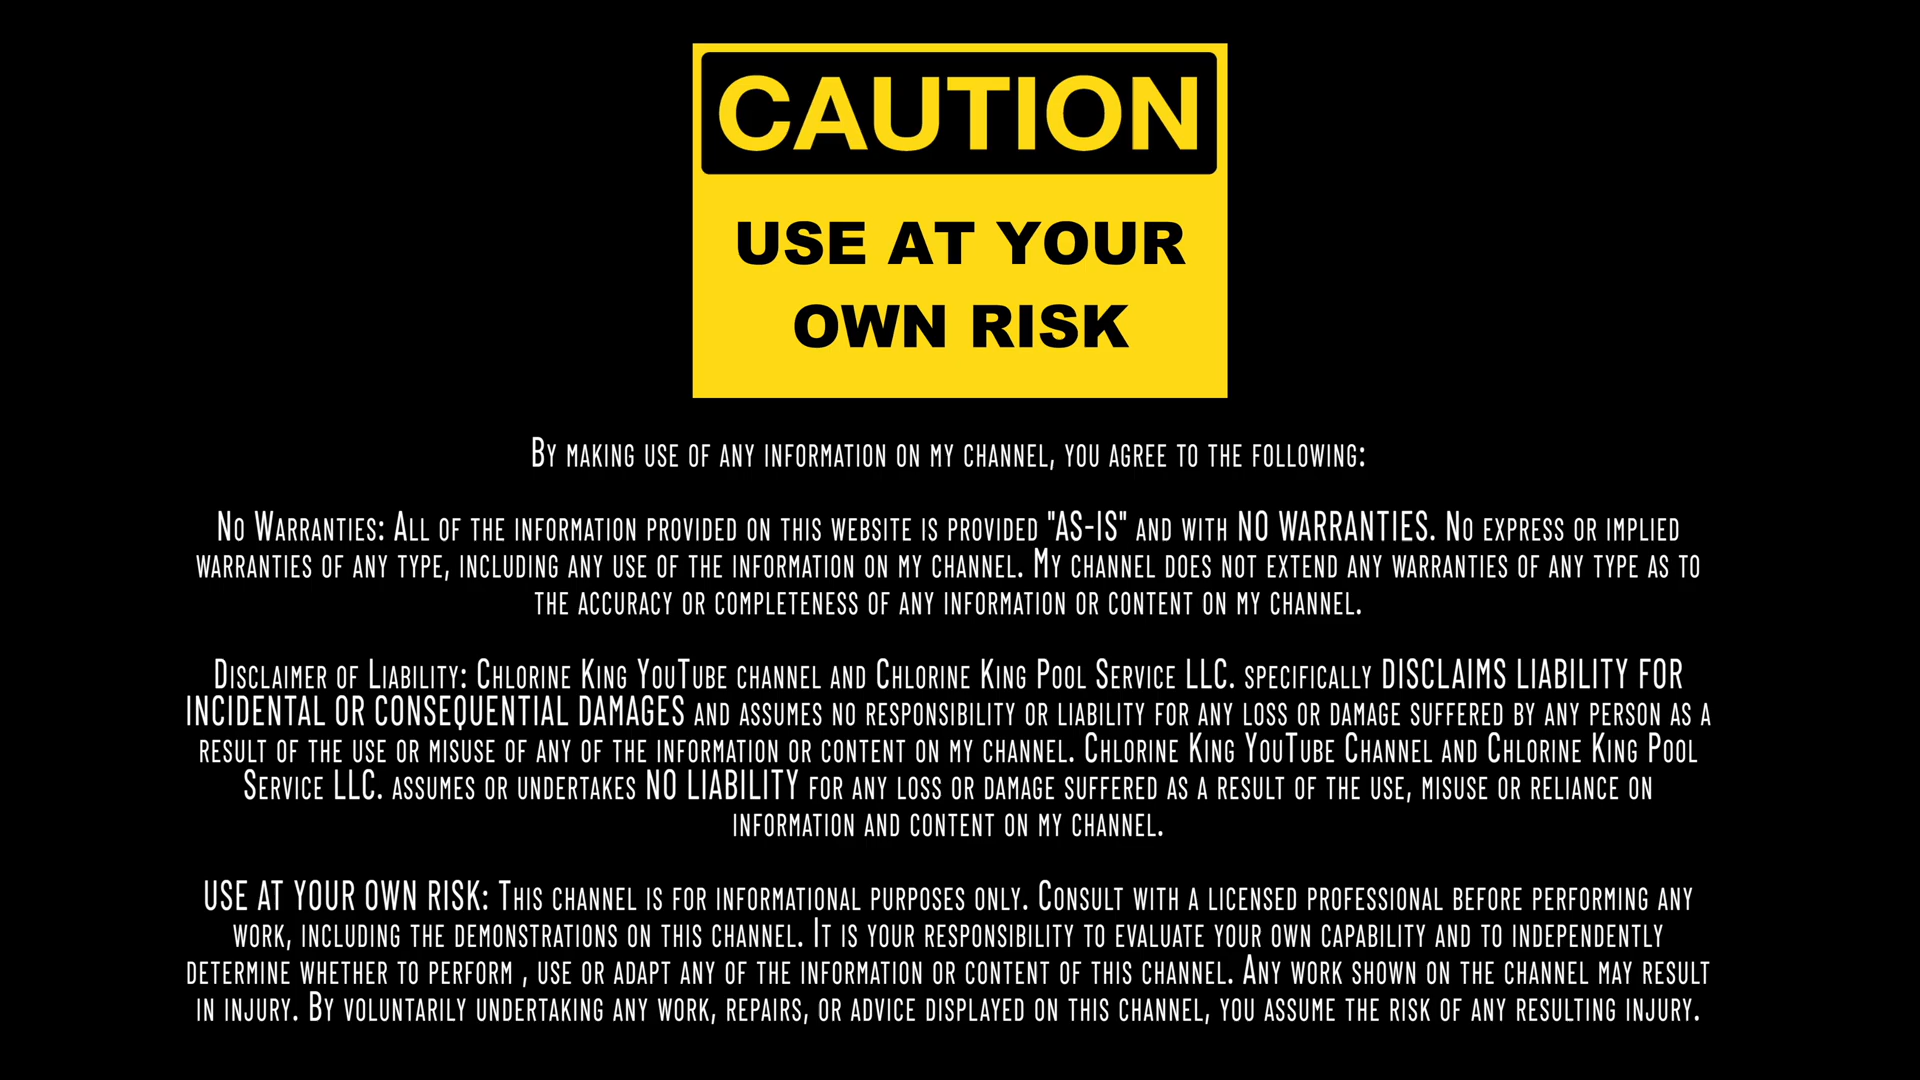 CAUTION
USE AT YOUR
OWN RISK
By making use of any information on my channel, you agree to the following:
No Warranties: All of the information provided on this website is provided "AS-IS" and with NO WARRANTIES. No express or implied
warranties of any type, including any use of the information on my channel. My channel does not extend any warranties of any type as to
the accuracy or completeness of any information or content on my channel.
Disclaimer of Liability: Chlorine King YouTube channel and Chlorine King Pool Service LLC. specifically DISCLAIMS LIABILITY FOR
INCIDENTAL OR CONSEQUENTIAL DAMAGES and assumes no responsibility or liability for any loss or damage suffered by any person as a
result of the use or misuse of any of the information or content on my channel. Chlorine King YouTube Channel and Chlorine King Pool
Service LLC. assumes or undertakes NO LIABILITY for any loss or damage suffered as a result of the use, misuse or reliance on
information and content on my channel.
USE AT YOUR OWN RISK: This channel is for informational purposes only. Consult with a licensed professional before performing any
work, including the demonstrations on this channel. It is your responsibility to evaluate your own capability and to independently
determine whether to perform , use or adapt any of the information or content of this channel. Any work shown on the channel may result
in injury. By voluntarily undertaking any work, repairs, or advice displayed on this channel, you assume the risk of any resulting injury.